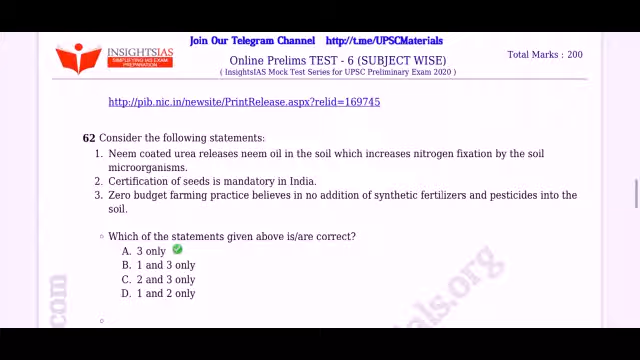 Join Our Telegram Channel http://t.me/UPSCMaterials
INSIGHTSIAS
SIMPLIFYING IAS EXAM PREPARATION
Online Prelims TEST - 6 (SUBJECT WISE)
( InsightsIAS Mock Test Series for UPSC Preliminary Exam 2020 )
Total Marks : 200
http://pib.nic.in/newsite/PrintRelease.aspx?relid=169745
62 Consider the following statements:
1. Neem coated urea releases neem oil in the soil which increases nitrogen fixation by the soil
microorganisms.
2. Certification of seeds is mandatory in India.
3. Zero budget farming practice believes in no addition of synthetic fertilizers and pesticides into the
soil.
Which of the statements given above is/are correct?
A. 3 only
B. 1 and 3 only
C. 2 and 3 only
D. 1 and 2 only